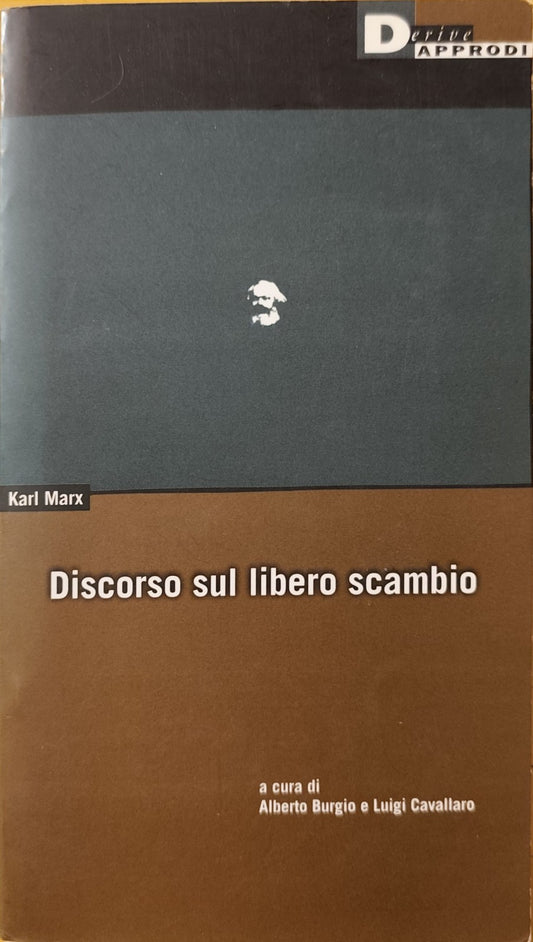 Derive
APPRODI
Karl Marx
Discorso sul libero scambio
a cura di
Alberto Burgio e Luigi Cavallaro